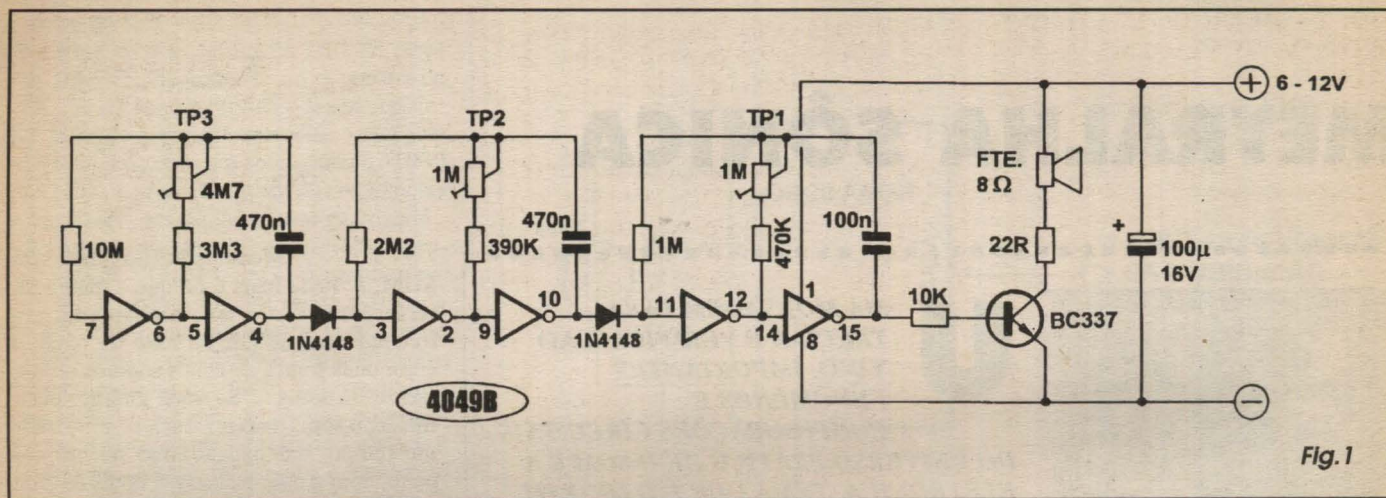 6 - 12V
TP3
TP2
TP1
4M7
1M
1M
FTE.
8 Ω
470n
470n
100n
10M
3M3
2M2
390K
1M
470K
22R
+
100µ
16V
10K
BC337
7
6
5
4
1N4148
3
2
9
10
1N4148
11
12
14
1
8
15
4049B
Fig.1